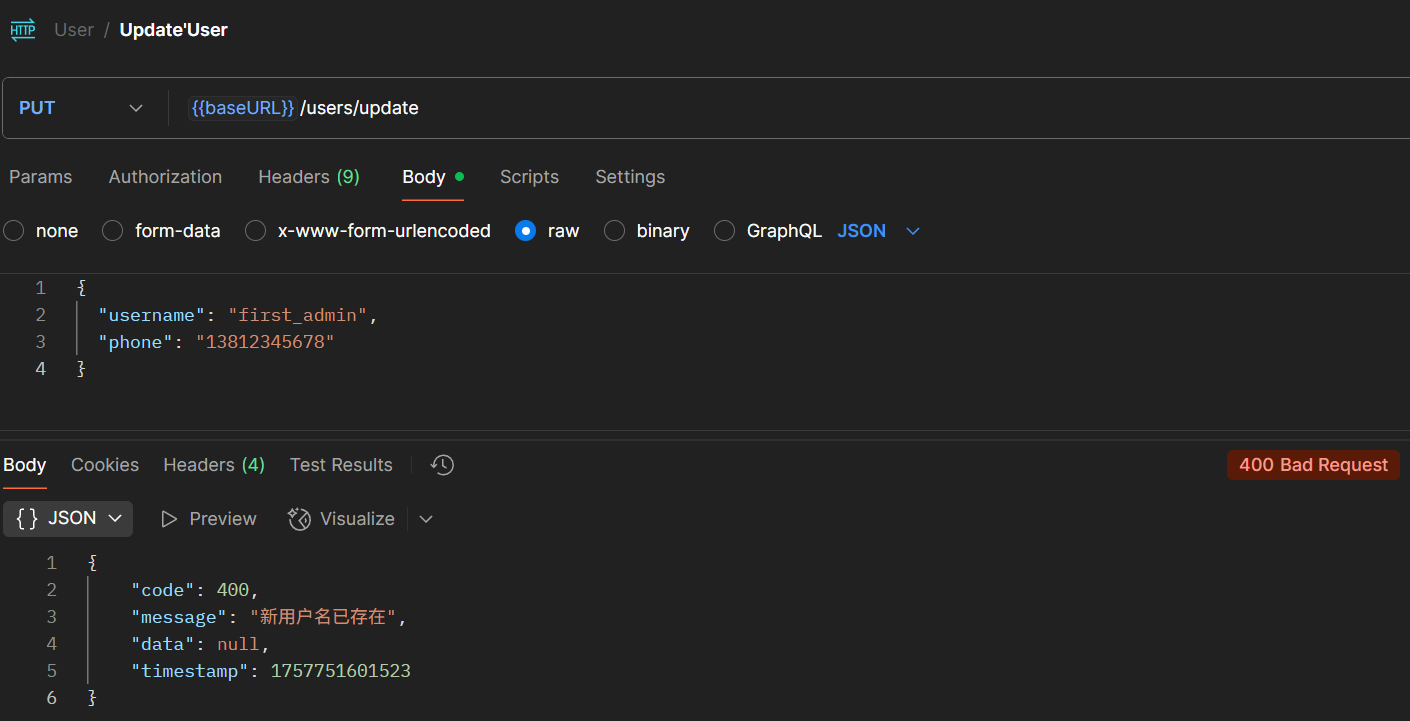 HTTP User / Update'User
PUT {{baseURL}} /users/update
Params Authorization Headers (9) Body Scripts Settings
none form-data x-www-form-urlencoded raw binary GraphQL JSON
1 {
2 "username": "first_admin",
3 "phone": "13812345678"
4 }
Body Cookies Headers (4) Test Results 400 Bad Request
{} JSON Preview Visualize
1 {
2 "code": 400,
3 "message": "新用户名已存在",
4 "data": null,
5 "timestamp": 1757751601523
6 }